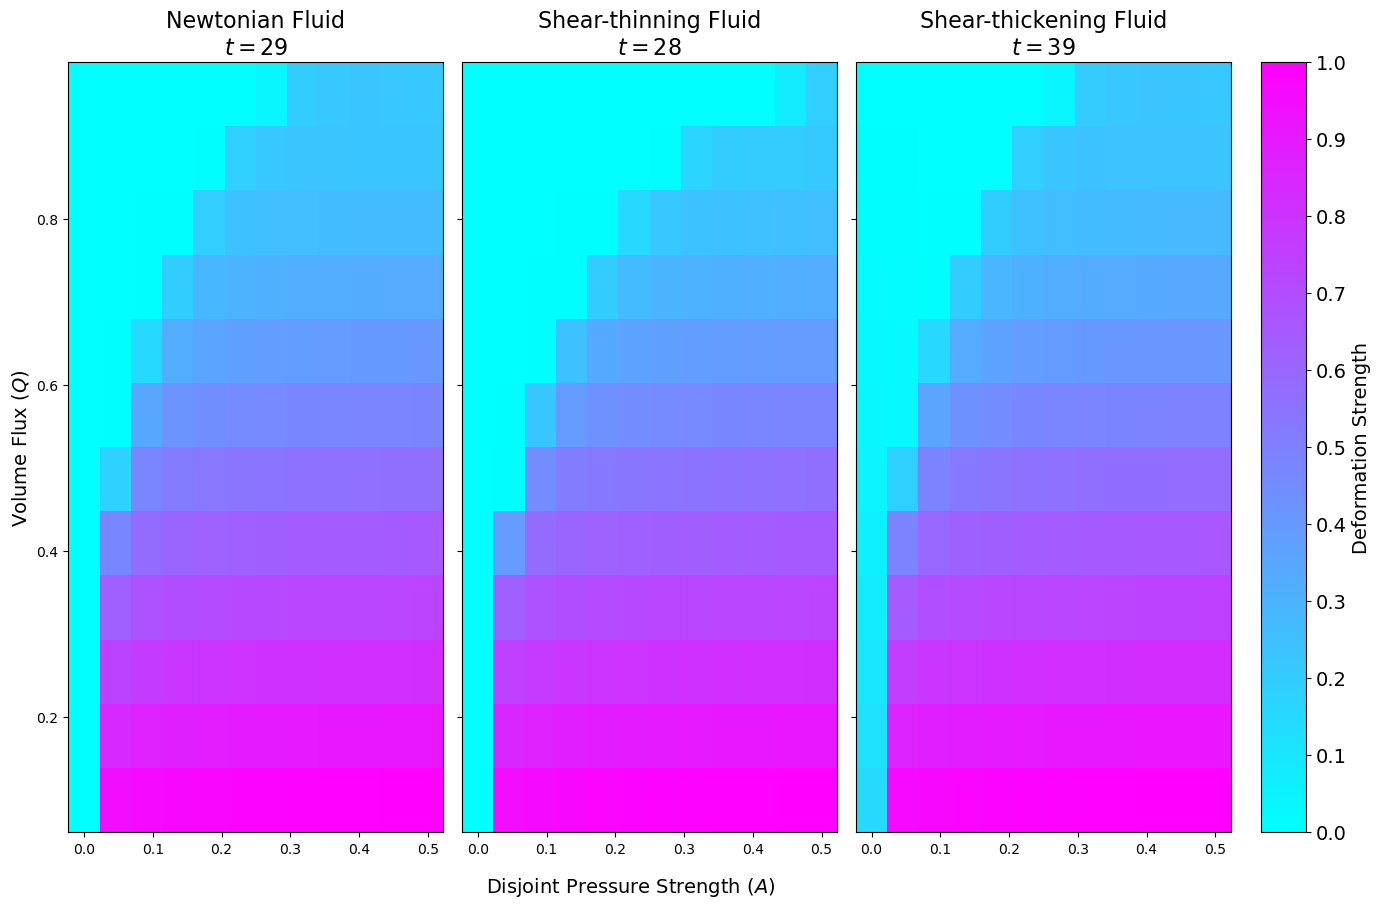 Newtonian Fluid
t = 29
Shear-thinning Fluid
t = 28
Shear-thickening Fluid
t = 39
Volume Flux (Q)
0.8
0.6
0.4
0.2
0.0 0.1 0.2 0.3 0.4 0.5
0.0 0.1 0.2 0.3 0.4 0.5
0.0 0.1 0.2 0.3 0.4 0.5
Disjoint Pressure Strength (A)
1.0
0.9
0.8
0.7
0.6
0.5
0.4
0.3
0.2
0.1
0.0
Deformation Strength